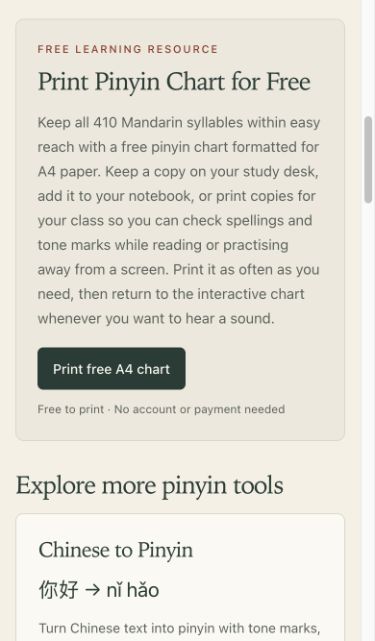 FREE LEARNING RESOURCE
Print Pinyin Chart for Free
Keep all 410 Mandarin syllables within easy
reach with a free pinyin chart formatted for
A4 paper. Keep a copy on your study desk,
add it to your notebook, or print copies for
your class so you can check spellings and
tone marks while reading or practising
away from a screen. Print it as often as you
need, then return to the interactive chart
whenever you want to hear a sound.
Print free A4 chart
Free to print · No account or payment needed
Explore more pinyin tools
Chinese to Pinyin
你好 → nǐ hǎo
Turn Chinese text into pinyin with tone marks,